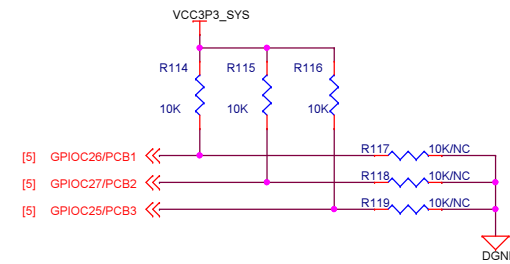 VCC3P3_SYS
R114 R115 R116
10K 10K 10K
[5] GPIOC26/PCB1 R117 10K/NC
[5] GPIOC27/PCB2 R118 10K/NC
[5] GPIOC25/PCB3 R119 10K/NC